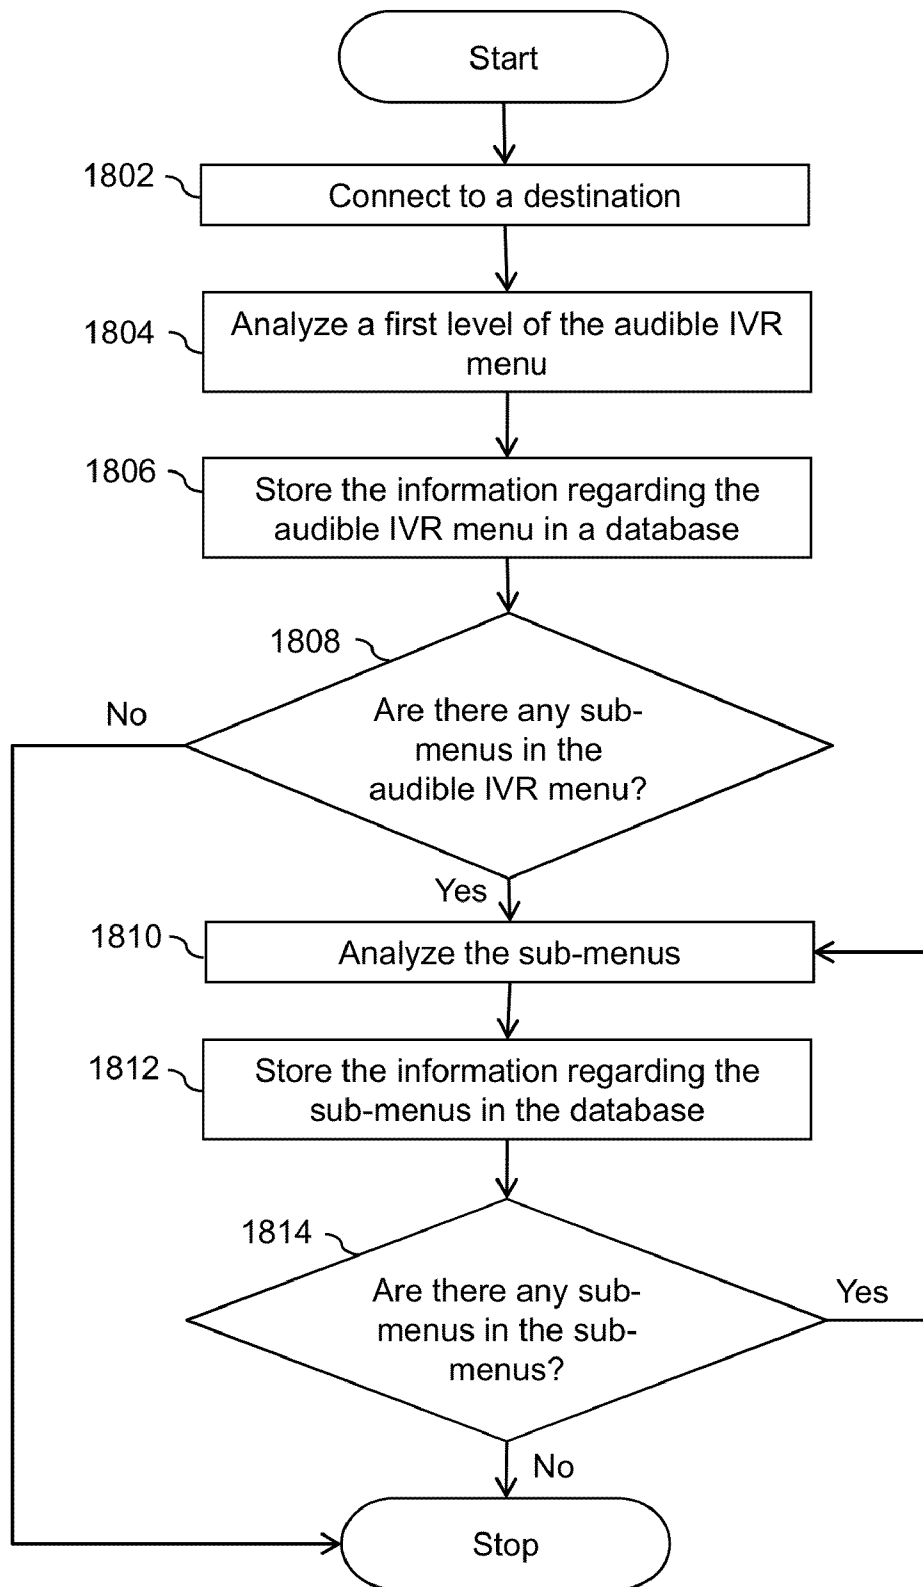 Start
1802
Connect to a destination
1804
Analyze a first level of the audible IVR
menu
1806
Store the information regarding the
audible IVR menu in a database
1808
No
Are there any sub-
menus in the
audible IVR menu?
Yes
1810
Analyze the sub-menus
1812
Store the information regarding the
sub-menus in the database
1814
Are there any sub-
menus in the sub-
menus?
Yes
No
Stop